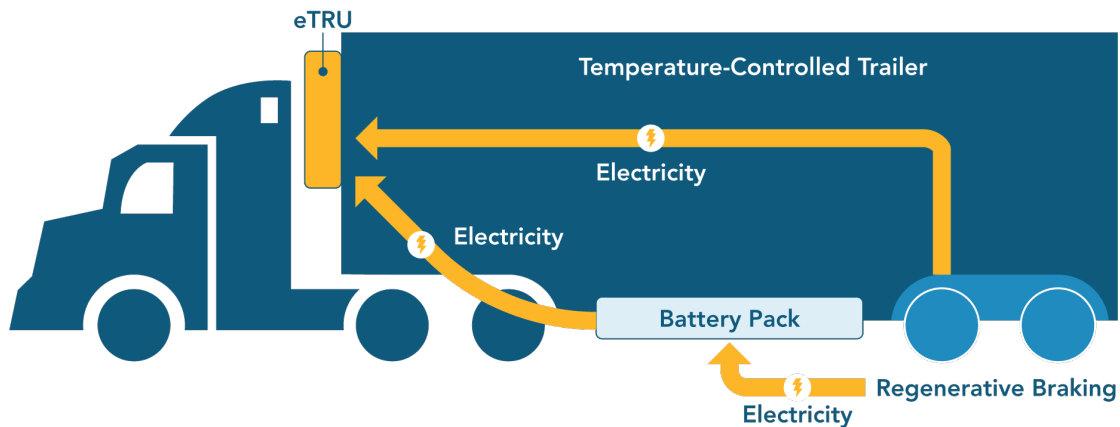 eTRU
Temperature-Controlled Trailer
Electricity
Electricity
Battery Pack
Regenerative Braking
Electricity